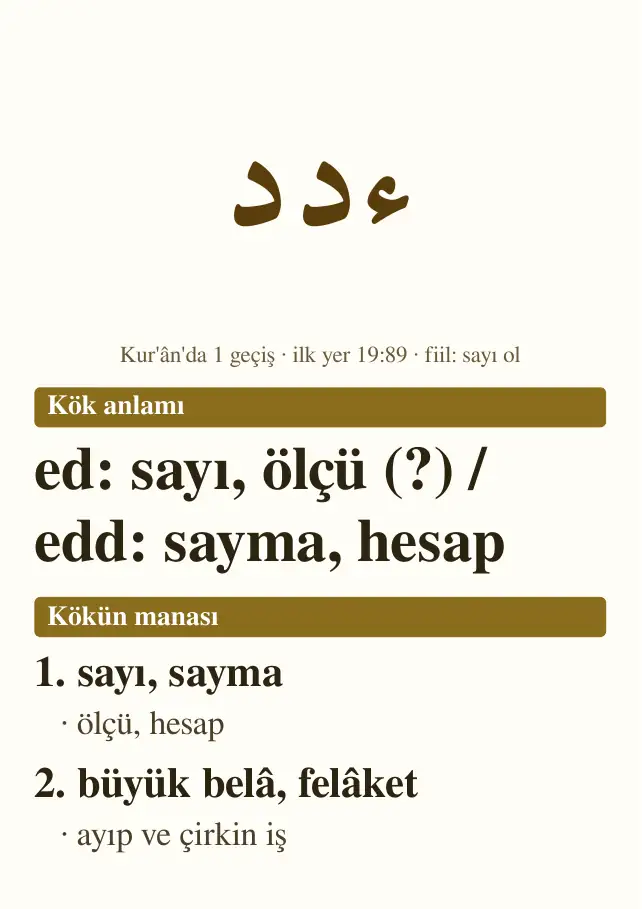 ء د د
Kur'ân'da 1 geçiş · ilk yer 19:89 · fiil: sayı ol
Kök anlamı
ed: sayı, ölçü (?) /
edd: sayma, hesap
Kökün manası
1. sayı, sayma
· ölçü, hesap
2. büyük belâ, felâket
· ayıp ve çirkin iş